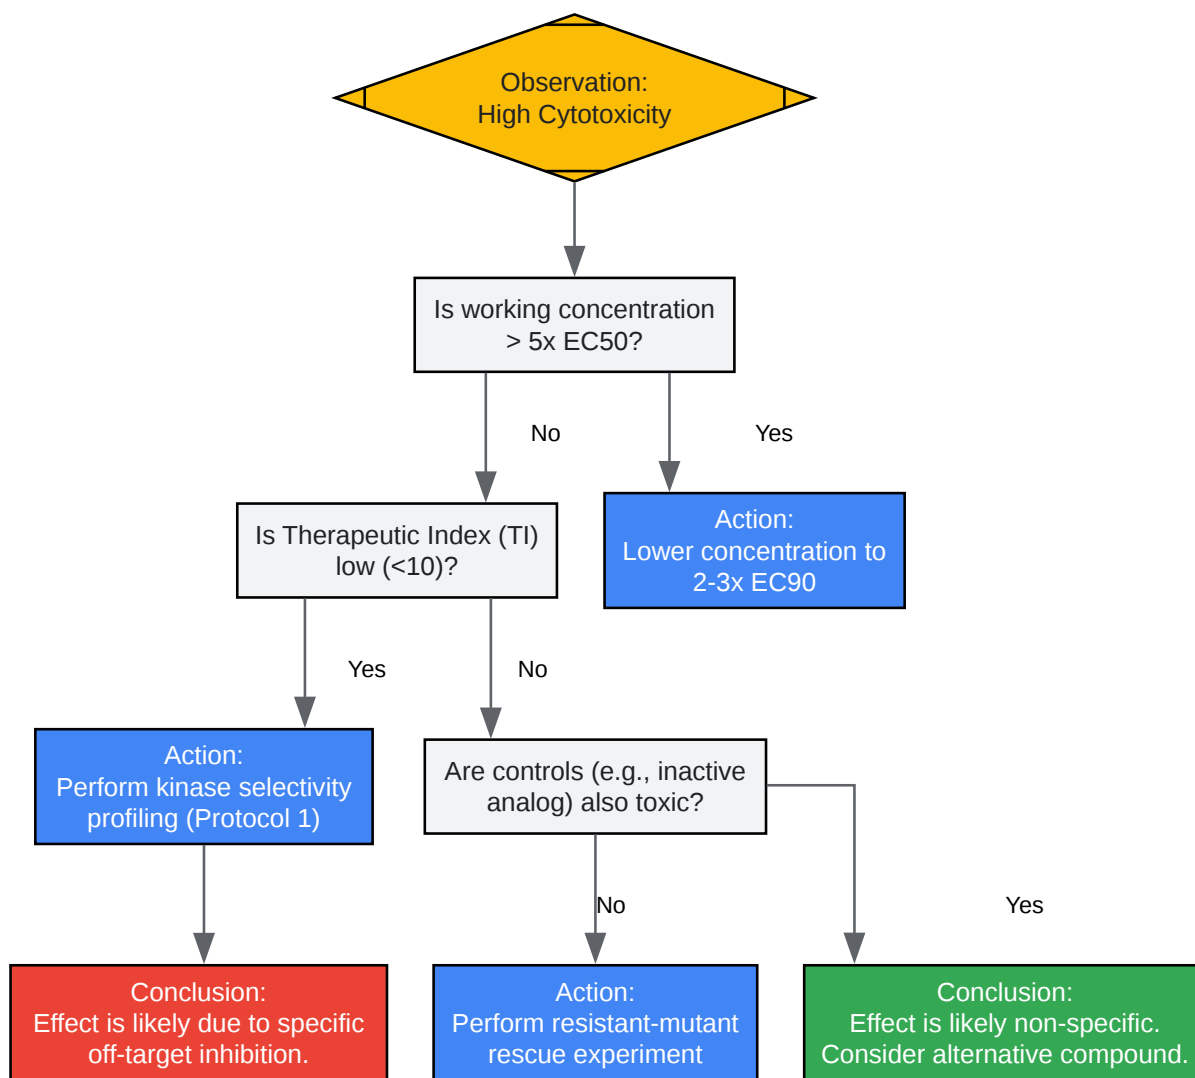 Observation:
High Cytotoxicity
Is working concentration
> 5x EC50?
No
Yes
Is Therapeutic Index (TI)
low (<10)?
Action:
Lower concentration to
2-3x EC90
Yes
No
Action:
Perform kinase selectivity
profiling (Protocol 1)
Are controls (e.g., inactive
analog) also toxic?
No
Yes
Conclusion:
Effect is likely due to specific
off-target inhibition.
Action:
Perform resistant-mutant
rescue experiment
Conclusion:
Effect is likely non-specific.
Consider alternative compound.